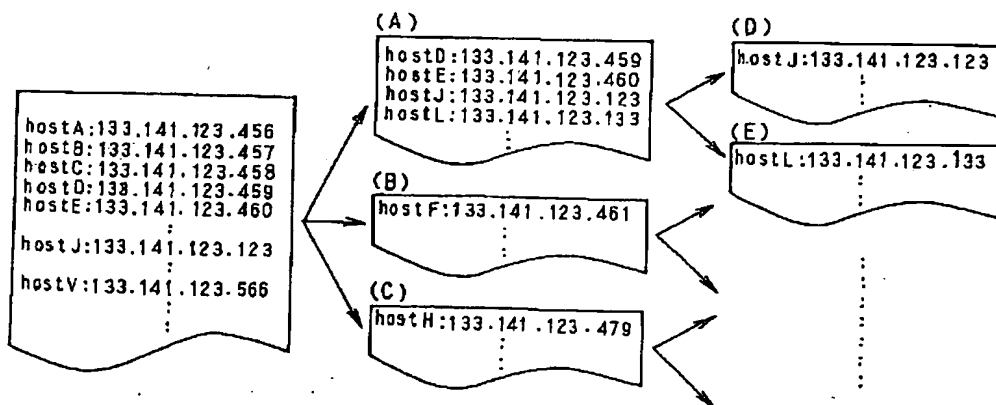 hostA:133.141.123.456
hostB:133.141.123.457
hostC:133.141.123.458
hostD:133.141.123.459
hostE:133.141.123.460
hostJ:133.141.123.123
hostV:133.141.123.566
(A)
hostD:133.141.123.459
hostE:133.141.123.460
hostJ:133.141.123.123
hostL:133.141.123.133
(B)
hostF:133.141.123.461
(C)
hostH:133.141.123.479
(D)
hostJ:133.141.123.123
(E)
hostL:133.141.123.133